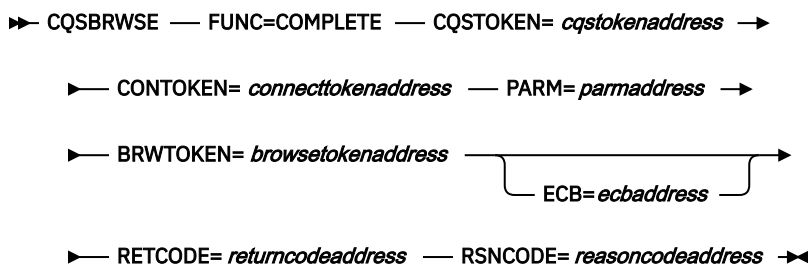 CQSBRWSE FUNC=COMPLETE CQSTOKEN= cqstokenaddress
CONTOKEN= connecttokenaddress PARM= parmaddress
BRWTOKEN= browsetokenaddress
ECB= ecbaddress
RETCODE= returncodeaddress RSNCODE= reasoncodeaddress